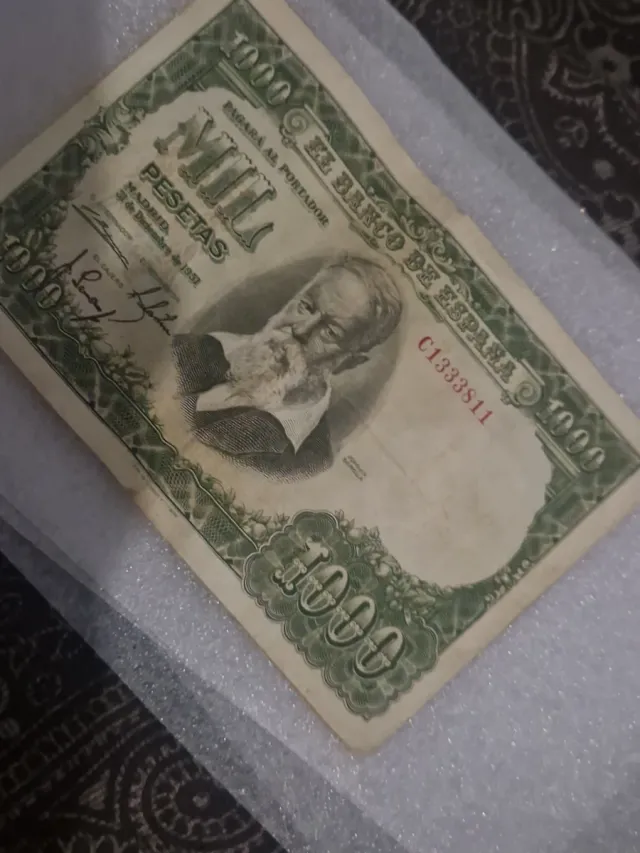 1000
EL BANCO DE ESPAÑA
1000
PAGARÁ AL PORTADOR
MIL
PESETAS
MADRID,
C1333811
1000
1000